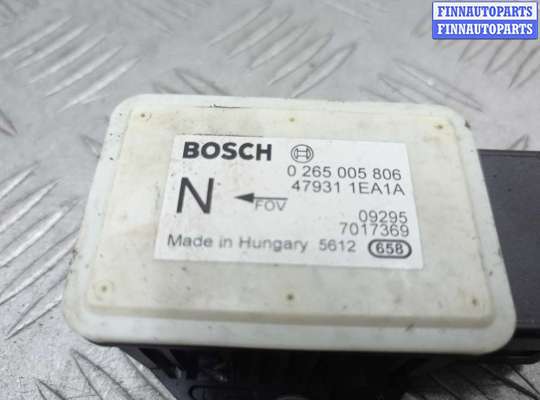 FINNAUTOPARTS
FINNAUTOPARTS
BOSCH
0 265 005 806
47931 1EA1A
N
FOV
09295
7017369
Made in Hungary 5612 658